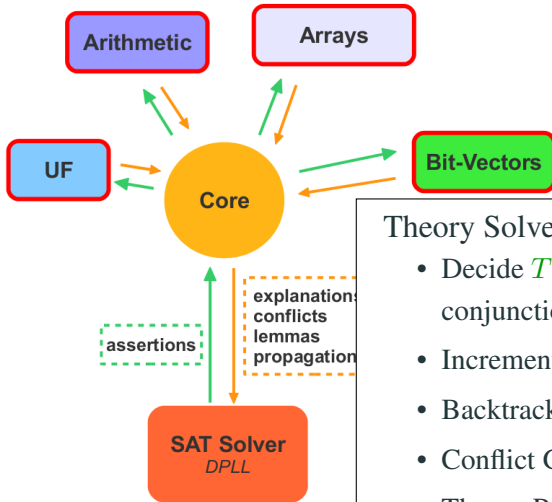 Arithmetic
Arrays
UF
Bit-Vectors
Core
explanations
conflicts
lemmas
propagation
assertions
SAT Solver
DPLL
Theory Solve
• Decide T
conjuncti
• Increment
• Backtrack
• Conflict